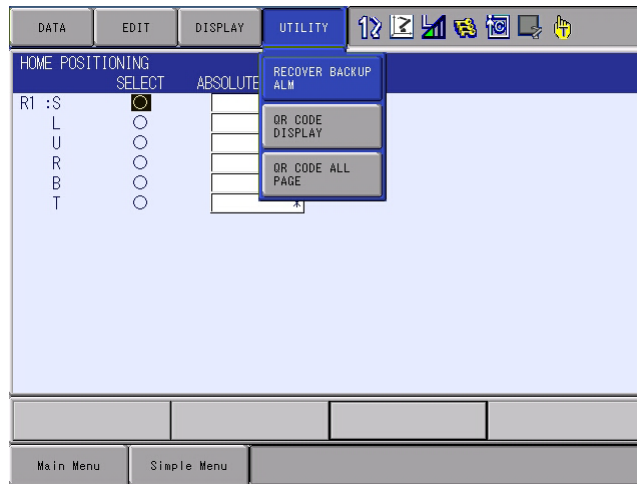 DATA EDIT DISPLAY UTILITY
HOME POSITIONING
SELECT ABSOLUTE
RECOVER BACKUP
ALM
QR CODE
DISPLAY
QR CODE ALL
PAGE
R1 :S
L
U
R
B
T *
Main Menu Simple Menu